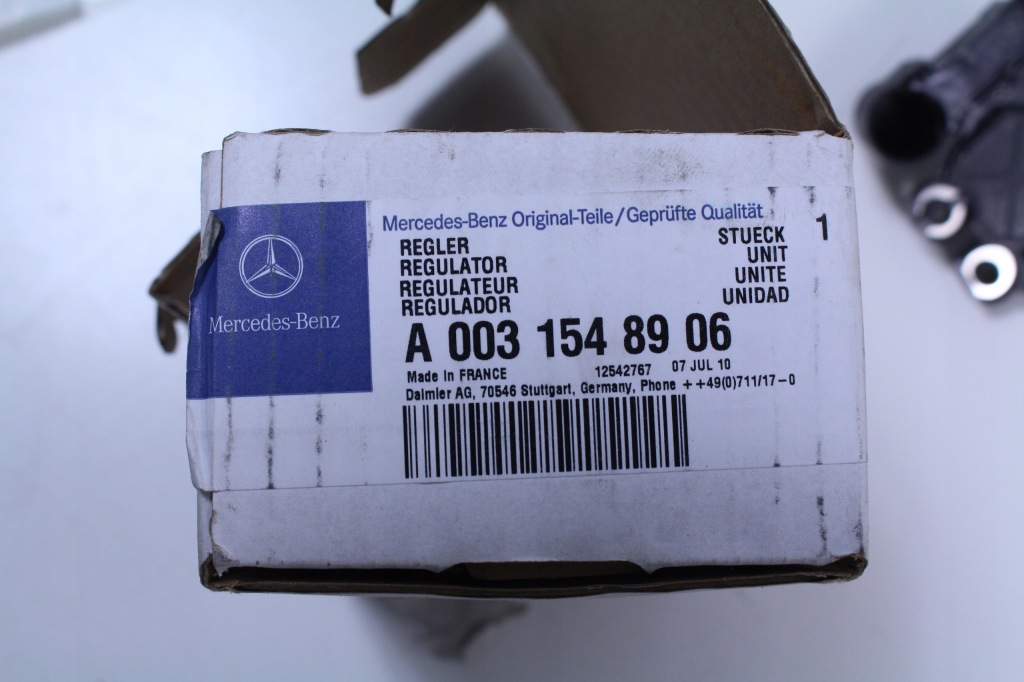 Mercedes-Benz Original-Teile/Geprüfte Qualität
REGLER STUECK 1
REGULATOR UNIT
REGULATEUR UNITE
REGULADOR UNIDAD
Mercedes-Benz
A 003 154 89 06
Made in FRANCE 12542767 07 JUL 10
Daimler AG, 70546 Stuttgart, Germany, Phone ++49(0)711/17-0